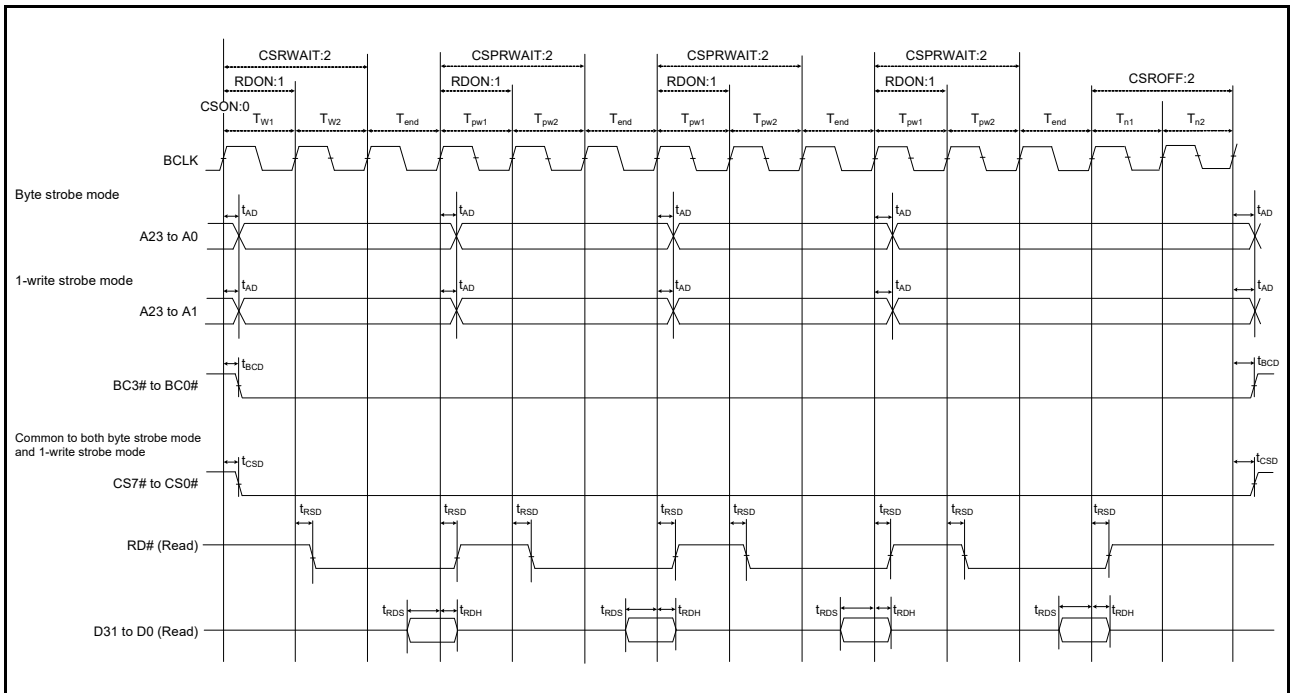 CSRWAIT:2 CSPRWAIT:2 CSPRWAIT:2 CSPRWAIT:2
RDON:1 RDON:1 RDON:1 RDON:1 CSROFF:2
CSON:0
TW1 TW2 Tend Tpw1 Tpw2 Tend Tpw1 Tpw2 Tend Tpw1 Tpw2 Tend Tn1 Tn2
BCLK
Byte strobe mode
tAD tAD tAD tAD tAD
A23 to A0
1-write strobe mode
tAD tAD tAD tAD tAD
A23 to A1
tBCD tBCD
BC3# to BC0#
Common to both byte strobe mode
and 1-write strobe mode
tCSD tCSD
CS7# to CS0#
tRSD tRSD tRSD tRSD tRSD tRSD tRSD tRSD
RD# (Read)
tRDS tRDH tRDS tRDH tRDS tRDH tRDS tRDH
D31 to D0 (Read)